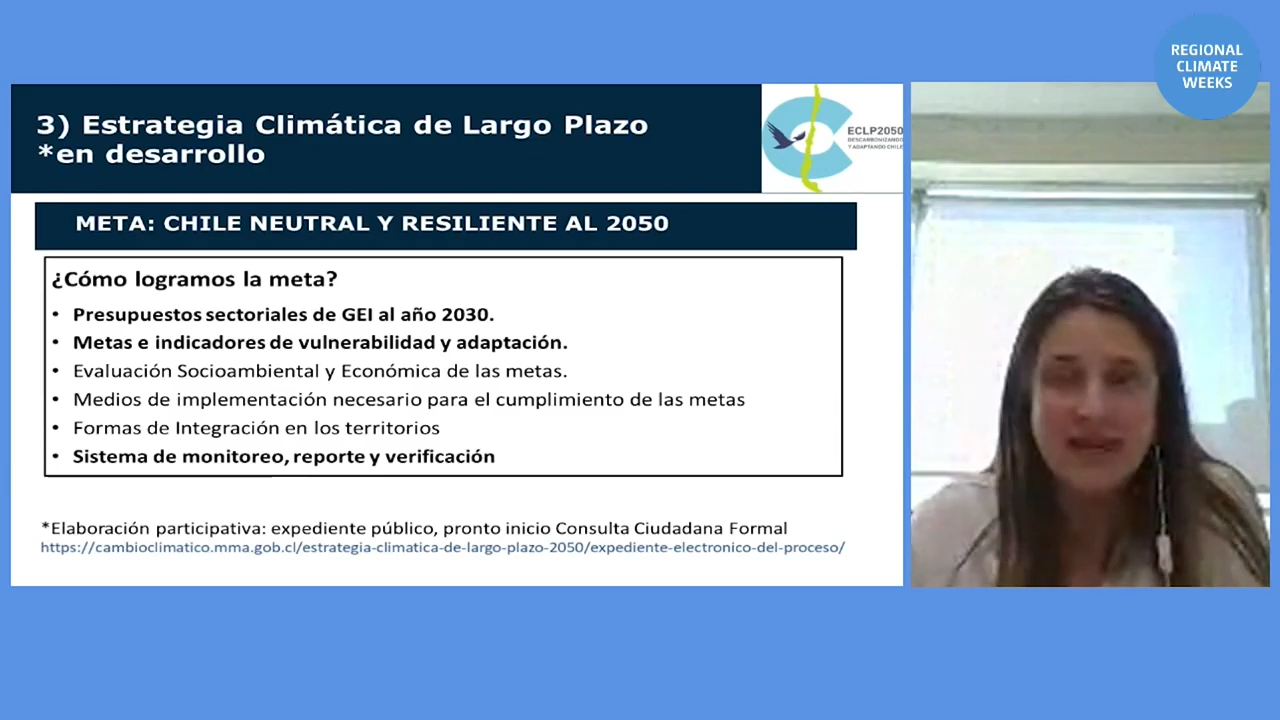 REGIONAL
CLIMATE
WEEKS
3) Estrategia Climática de Largo Plazo
*en desarrollo
ECLP2050
DESCARBONIZANDO
Y ADAPTANDO CHILE
META: CHILE NEUTRAL Y RESILIENTE AL 2050
¿Cómo logramos la meta?
• Presupuestos sectoriales de GEI al año 2030.
• Metas e indicadores de vulnerabilidad y adaptación.
• Evaluación Socioambiental y Económica de las metas.
• Medios de implementación necesario para el cumplimiento de las metas
• Formas de Integración en los territorios
• Sistema de monitoreo, reporte y verificación
*Elaboración participativa: expediente público, pronto inicio Consulta Ciudadana Formal
https://cambioclimatico.mma.gob.cl/estrategia-climatica-de-largo-plazo-2050/expediente-electronico-del-proceso/